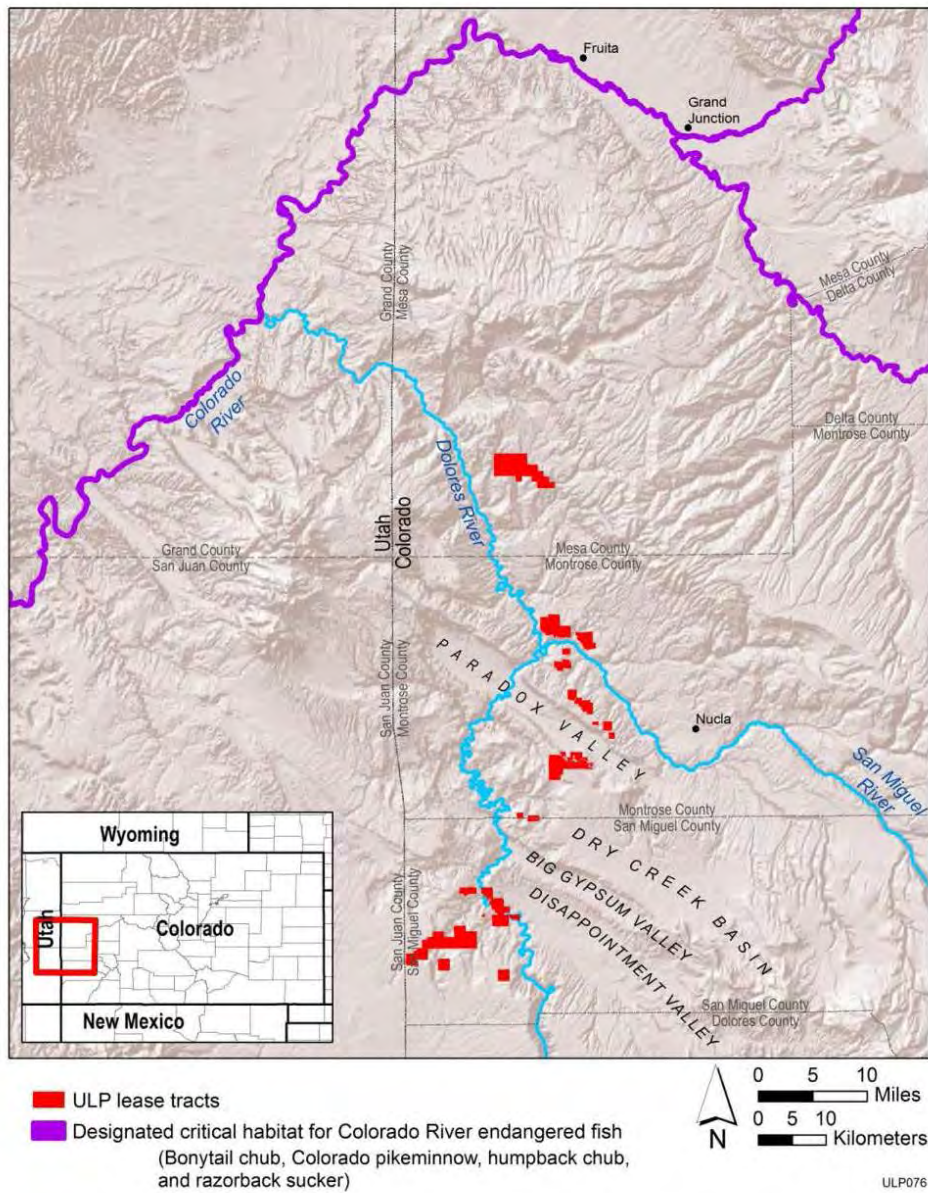 Fruita
Grand
Junction
Mesa County
Delta County
Grand County
Mesa County
Colorado
River
Delta County
Montrose County
Dolores River
Utah
Colorado
Grand County
San Juan County
Mesa County
Montrose County
San Juan County
Montrose County
PARADOX VALLEY
Nucla
San Miguel
River
Montrose County
San Miguel County
DRY CREEK BASIN
BIG GYPSUM VALLEY
DISAPPOINTMENT VALLEY
San Juan County
San Miguel County
San Miguel County
Dolores County
Wyoming
Utah
Colorado
New Mexico
ULP lease tracts
Designated critical habitat for Colorado River endangered fish
(Bonytail chub, Colorado pikeminnow, humpback chub,
and razorback sucker)
N
0 5 10
Miles
0 5 10
Kilometers
ULP076